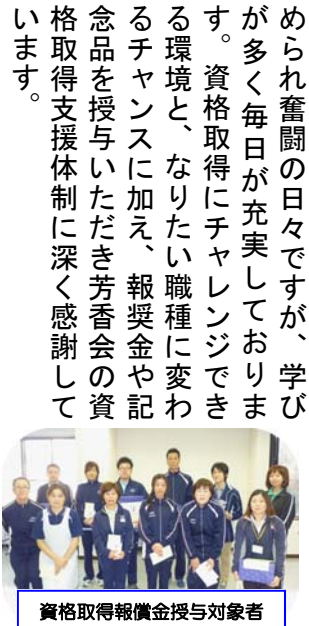 められ奮闘の日々ですが、学び
が多く毎日が充実しておりま
す。資格取得にチャレンジでき
る環境と、なりたい職種に変わ
るチャンスに加え、報奨金や記
念品を授与いただき芳香会の資
格取得支援体制に深く感謝して
います。
資格取得報償金授与対象者